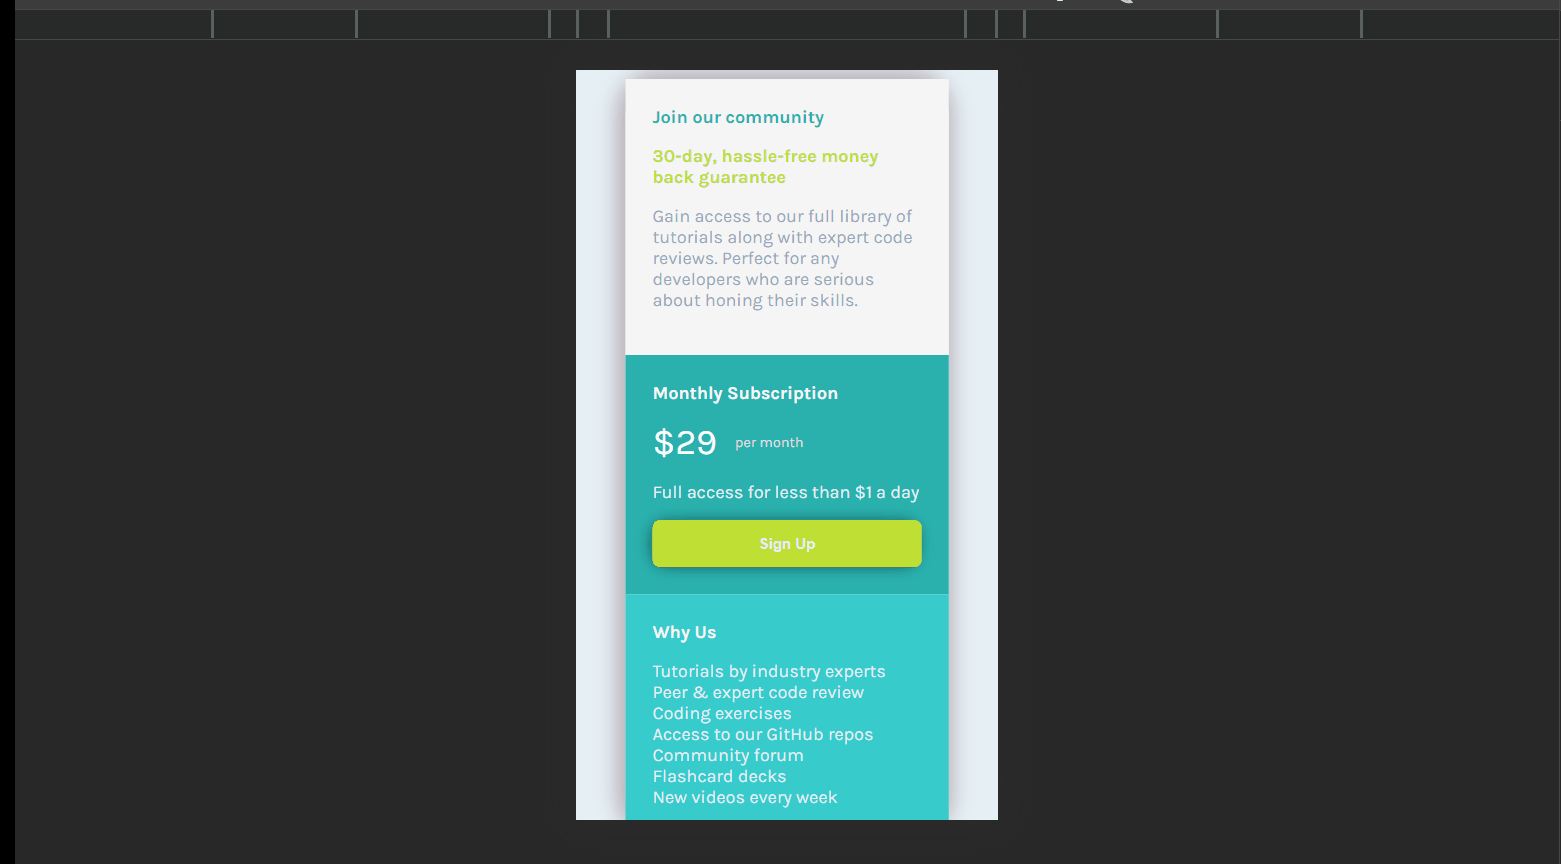 Join our community
30-day, hassle-free money
back guarantee
Gain access to our full library of
tutorials along with expert code
reviews. Perfect for any
developers who are serious
about honing their skills.
Monthly Subscription
$29 per month
Full access for less than $1 a day
Sign Up
Why Us
Tutorials by industry experts
Peer & expert code review
Coding exercises
Access to our GitHub repos
Community forum
Flashcard decks
New videos every week